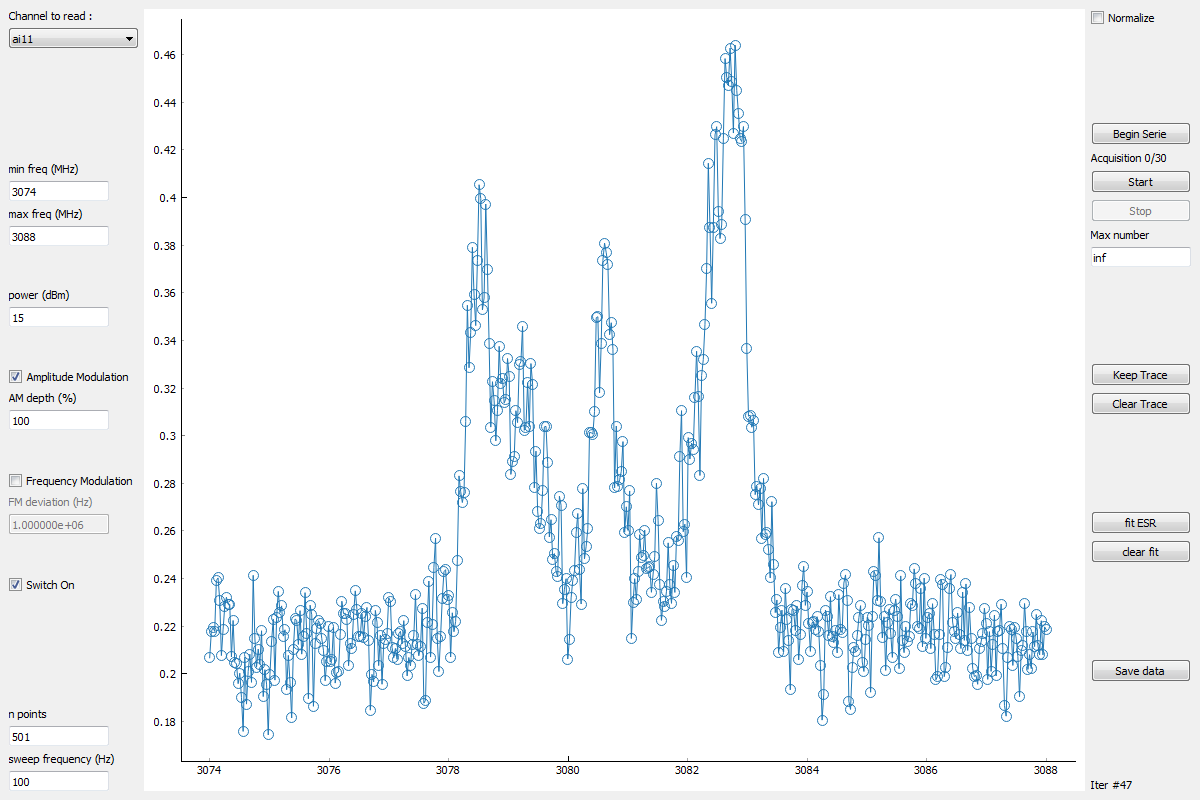 Channel to read :
ai11
min freq (MHz)
3074
max freq (MHz)
3088
power (dBm)
15
Amplitude Modulation
AM depth (%)
100
Frequency Modulation
FM deviation (Hz)
1.000000e+06
Switch On
n points
501
sweep frequency (Hz)
100
0.46
0.44
0.42
0.4
0.38
0.36
0.34
0.32
0.3
0.28
0.26
0.24
0.22
0.2
0.18
3074 3076 3078 3080 3082 3084 3086 3088
Normalize
Begin Serie
Acquisition 0/30
Start
Stop
Max number
inf
Keep Trace
Clear Trace
fit ESR
clear fit
Save data
Iter #47